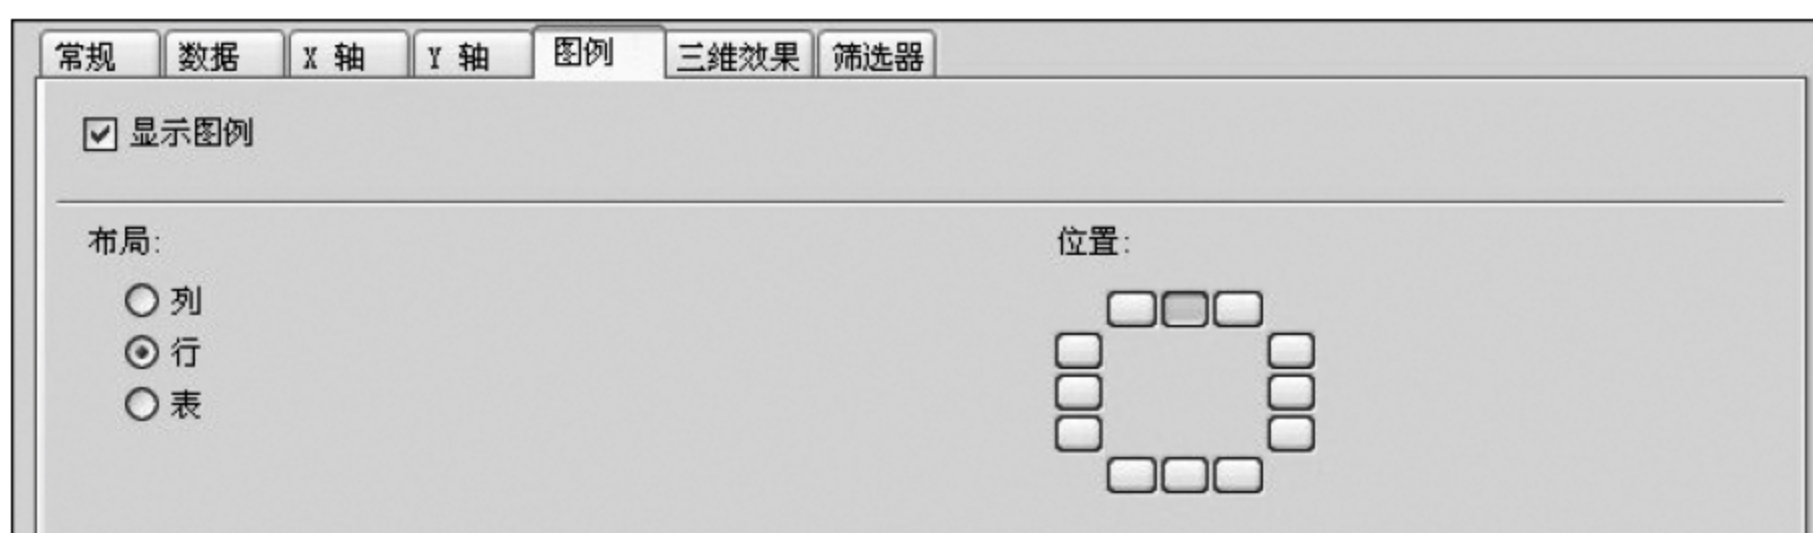 常规 数据 X 轴 Y 轴 图例 三维效果 筛选器
显示图例
布局: 位置:
列
行
表